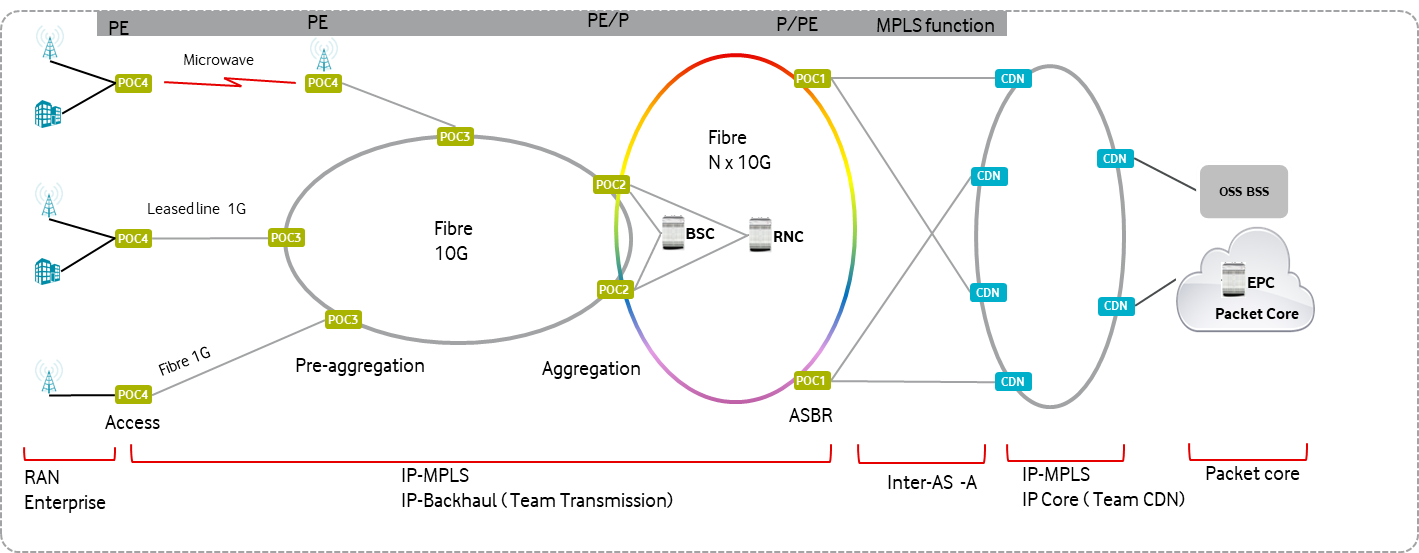 PE
PE
PE/P
P/PE
MPLS function
Microwave
POC4
POC4
POC1
CDN
Fibre
N x 10G
POC3
CDN
CDN
POC2
OSS BSS
Leased line 1G
POC4
POC3
Fibre
10G
BSC
RNC
POC2
CDN
CDN
EPC
Packet Core
POC3
Fibre 1G
Pre-aggregation
Aggregation
POC1
CDN
POC4
Access
ASBR
RAN
Enterprise
IP-MPLS
IP-Backhaul ( Team Transmission)
Inter-AS -A
IP-MPLS
IP Core ( Team CDN)
Packet core